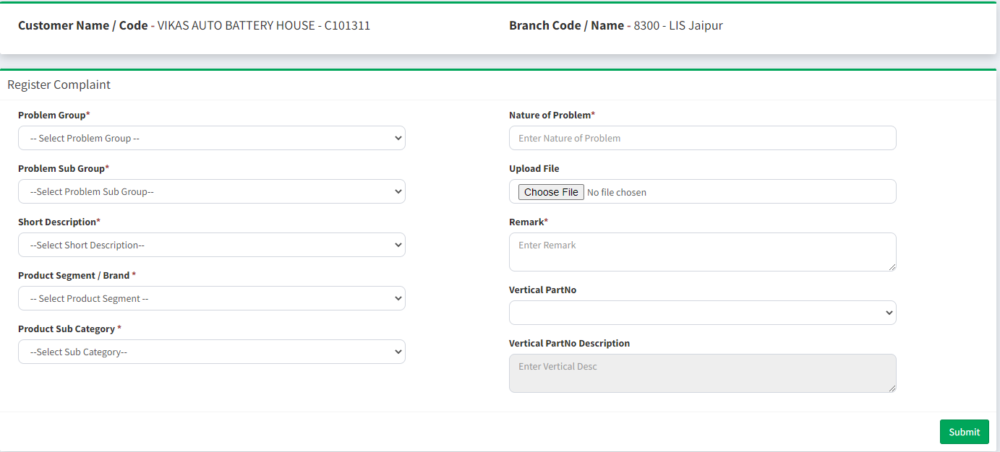 Customer Name / Code - VIKAS AUTO BATTERY HOUSE - C101311
Branch Code / Name - 8300 - LIS Jaipur
Register Complaint
Problem Group*
-- Select Problem Group --
Problem Sub Group*
--Select Problem Sub Group--
Short Description*
--Select Short Description--
Product Segment / Brand *
-- Select Product Segment --
Product Sub Category *
--Select Sub Category--
Nature of Problem*
Enter Nature of Problem
Upload File
Choose File No file chosen
Remark*
Enter Remark
Vertical PartNo
Vertical PartNo Description
Enter Vertical Desc
Submit